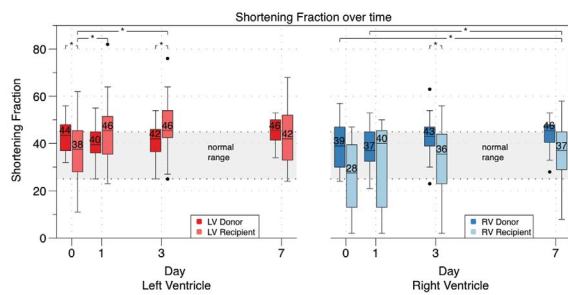 Shortening Fraction over time
*
*
*
*
*
*
*
80
60
40
20
0
Shortening Fraction
44
38
40
46
42
46
46
42
normal
range
39
28
37
40
43
36
46
37
normal
range
LV Donor
LV Recipient
RV Donor
RV Recipient
0
1
3
7
0
1
3
7
Day
Left Ventricle
Day
Right Ventricle